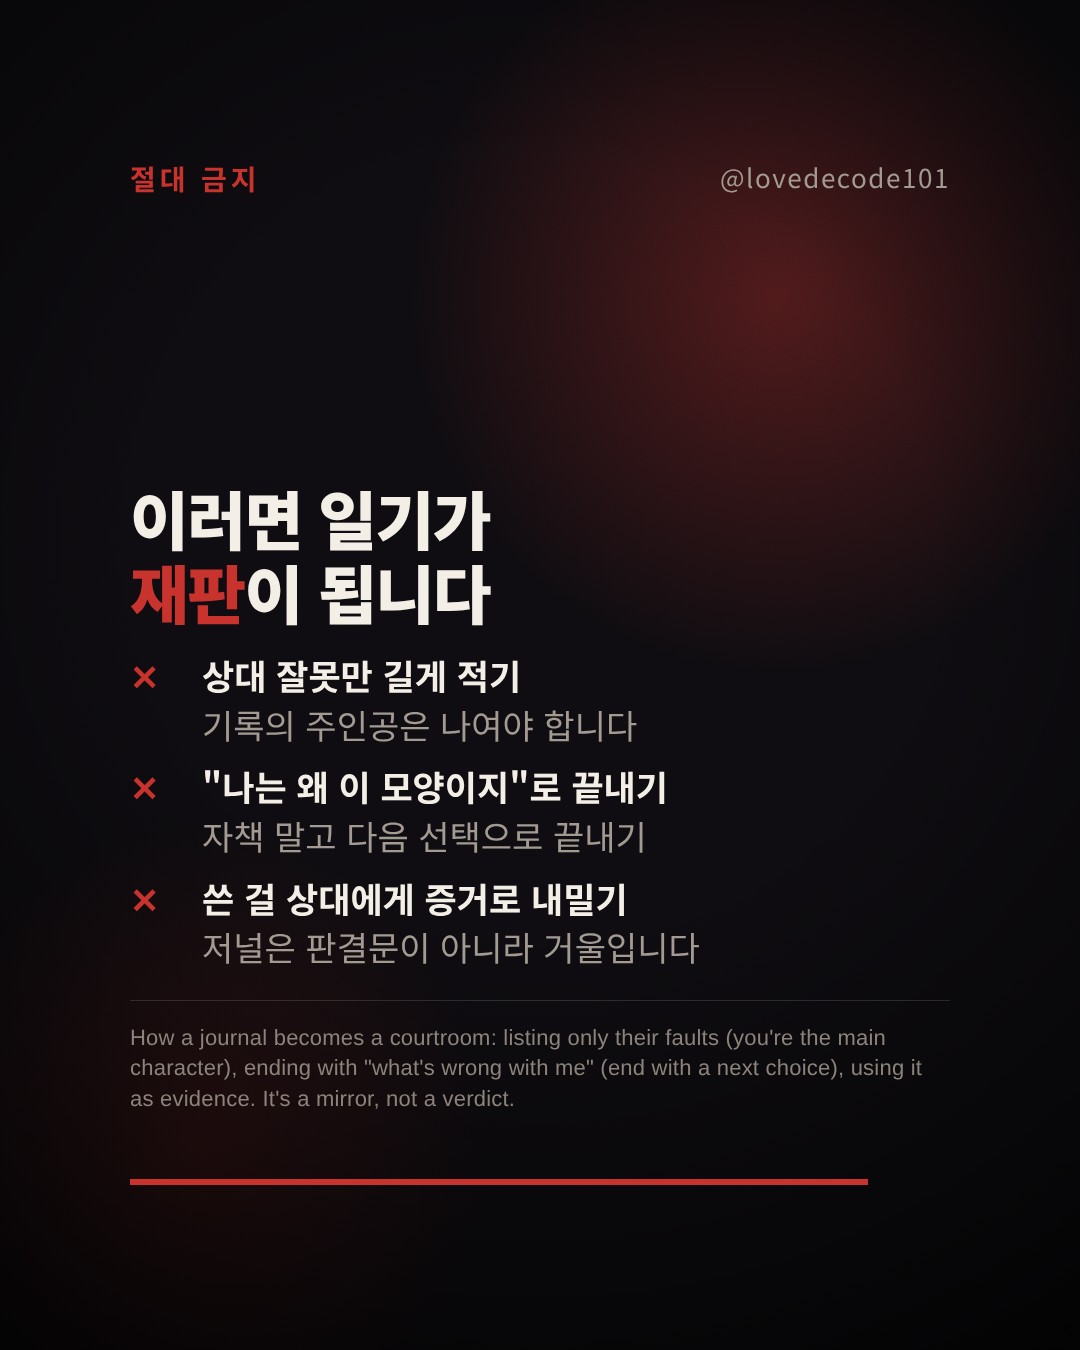 절대 금지
@lovedecode101
이러면 일기가
재판이 됩니다
✕ 상대 잘못만 길게 적기
기록의 주인공은 나여야 합니다
✕ "나는 왜 이 모양이지"로 끝내기
자책 말고 다음 선택으로 끝내기
✕ 쓴 걸 상대에게 증거로 내밀기
저널은 판결문이 아니라 거울입니다
How a journal becomes a courtroom: listing only their faults (you're the main
character), ending with "what's wrong with me" (end with a next choice), using it
as evidence. It's a mirror, not a verdict.